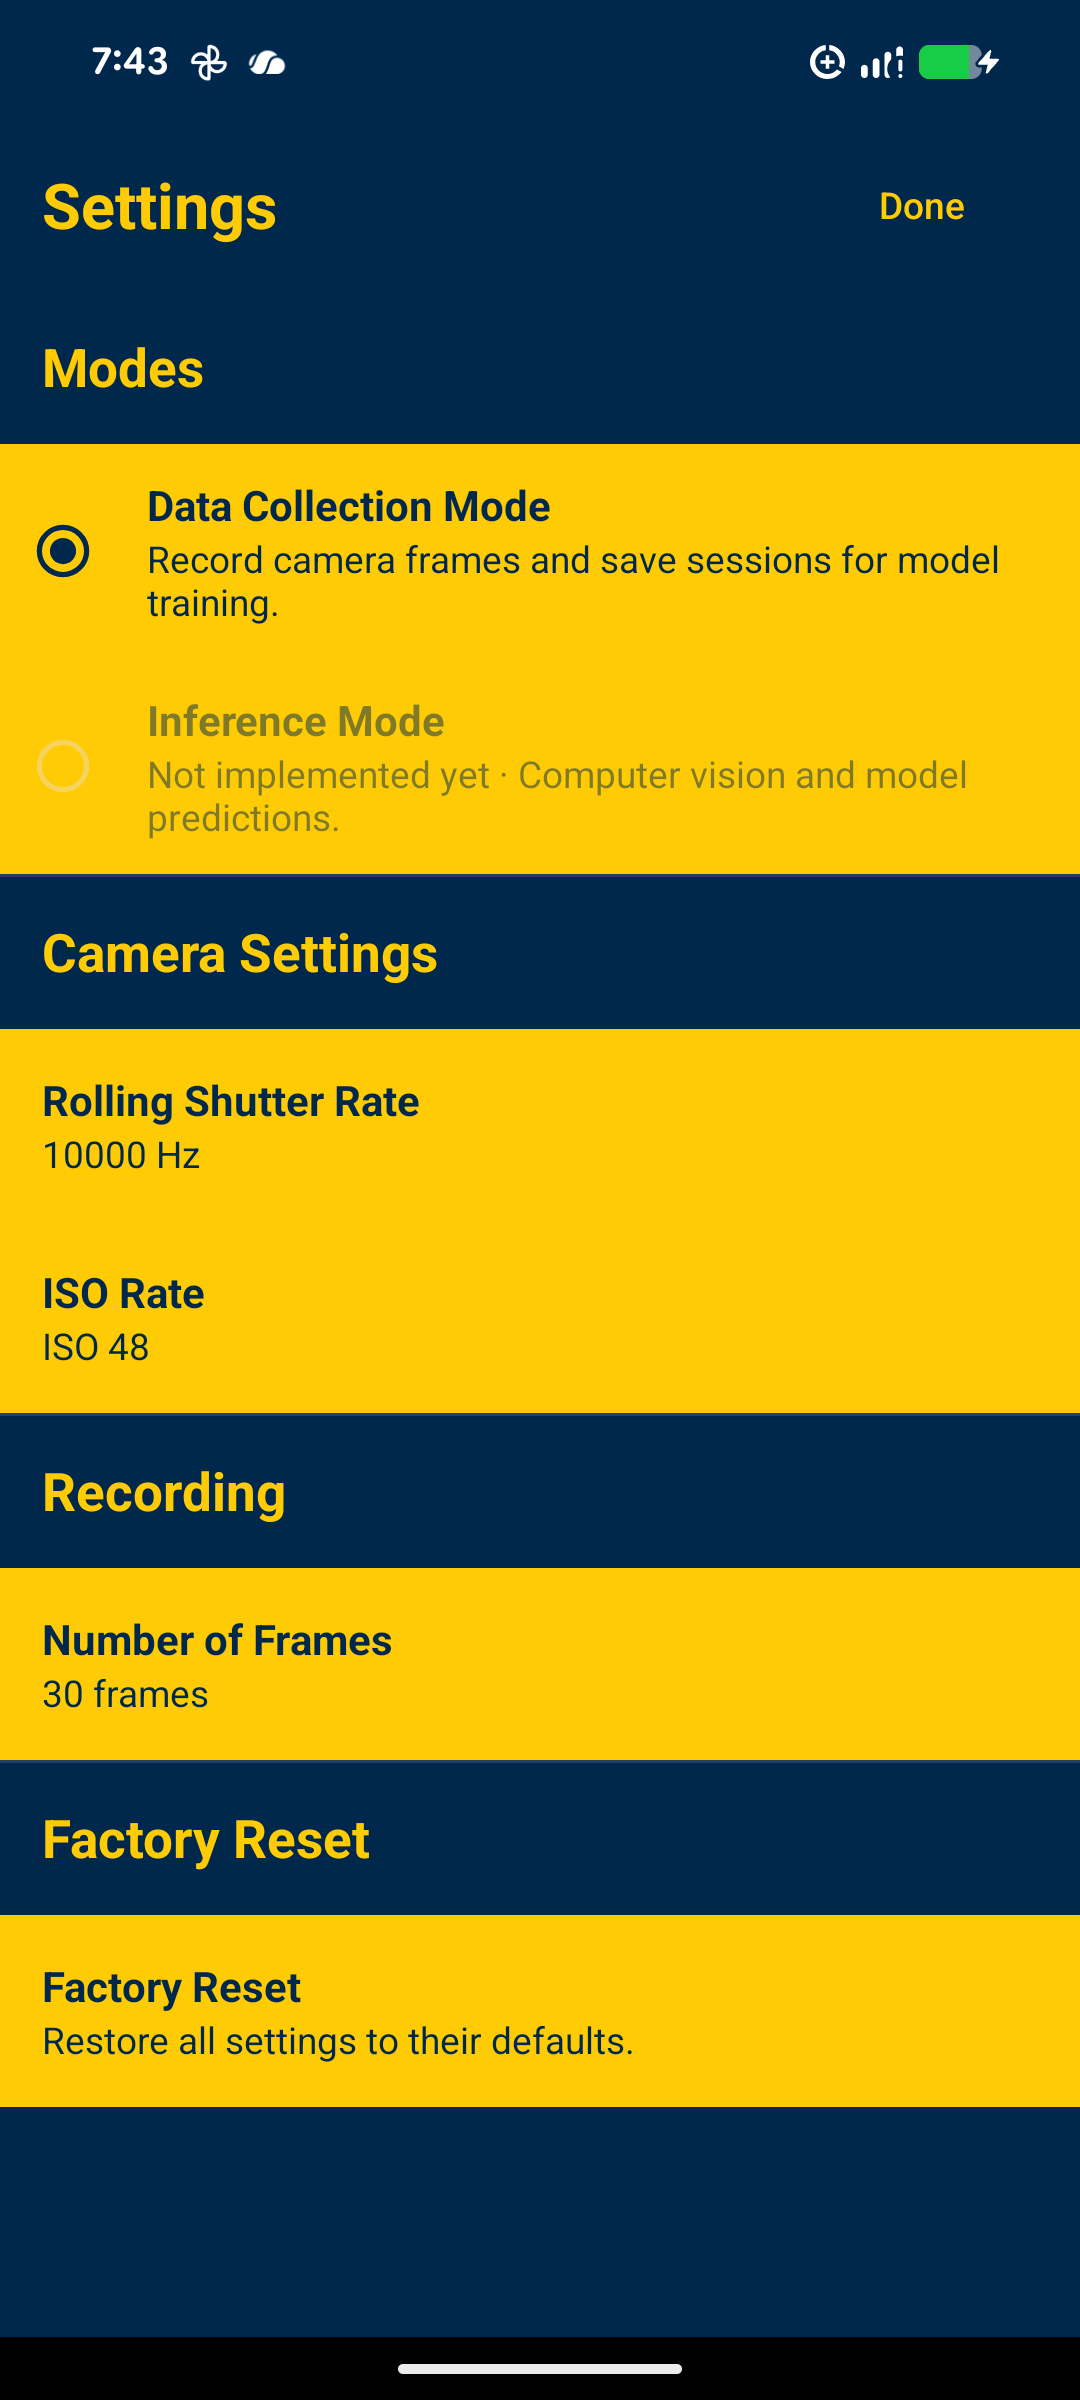 7:43
Settings
Done
Modes
Data Collection Mode
Record camera frames and save sessions for model
training.
Inference Mode
Not implemented yet · Computer vision and model
predictions.
Camera Settings
Rolling Shutter Rate
10000 Hz
ISO Rate
ISO 48
Recording
Number of Frames
30 frames
Factory Reset
Factory Reset
Restore all settings to their defaults.